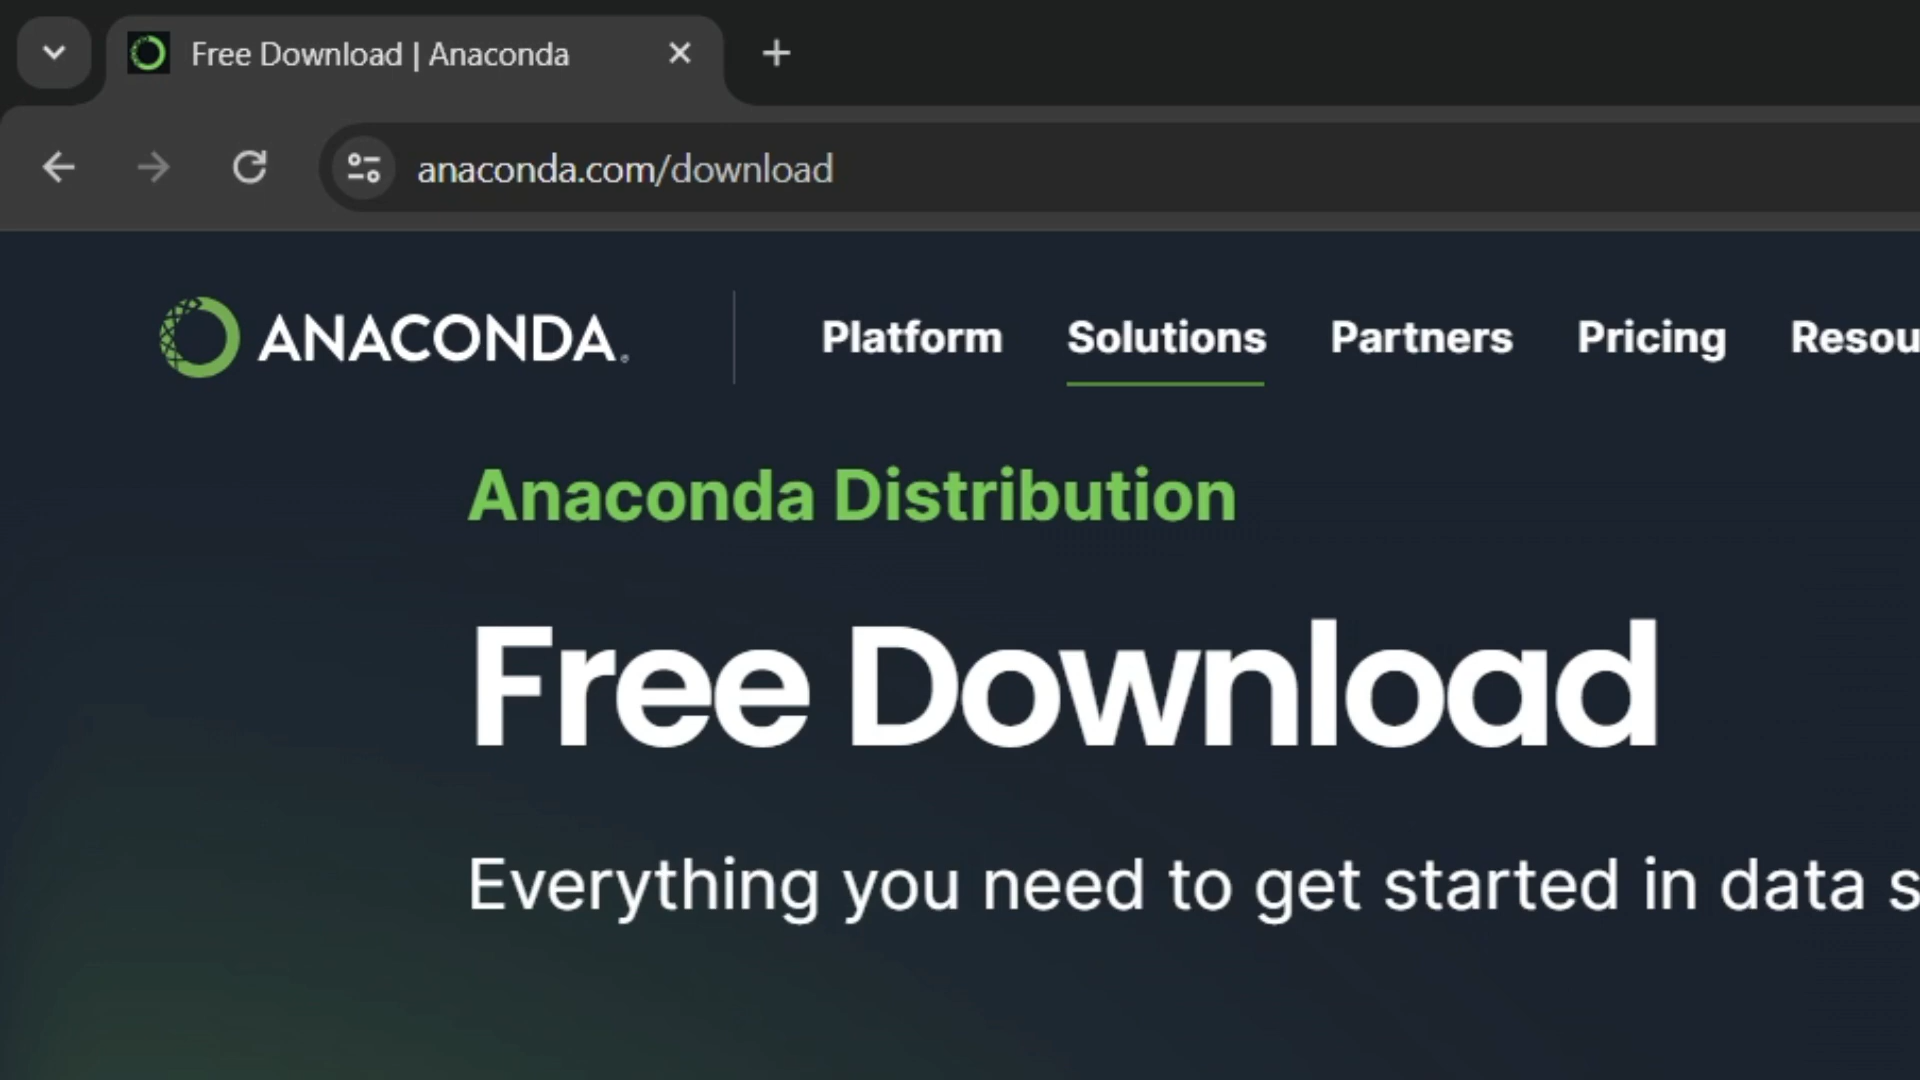 Free Download | Anaconda
anaconda.com/download
ANACONDA.
Platform Solutions Partners Pricing Resou
Anaconda Distribution
Free Download
Everything you need to get started in data s